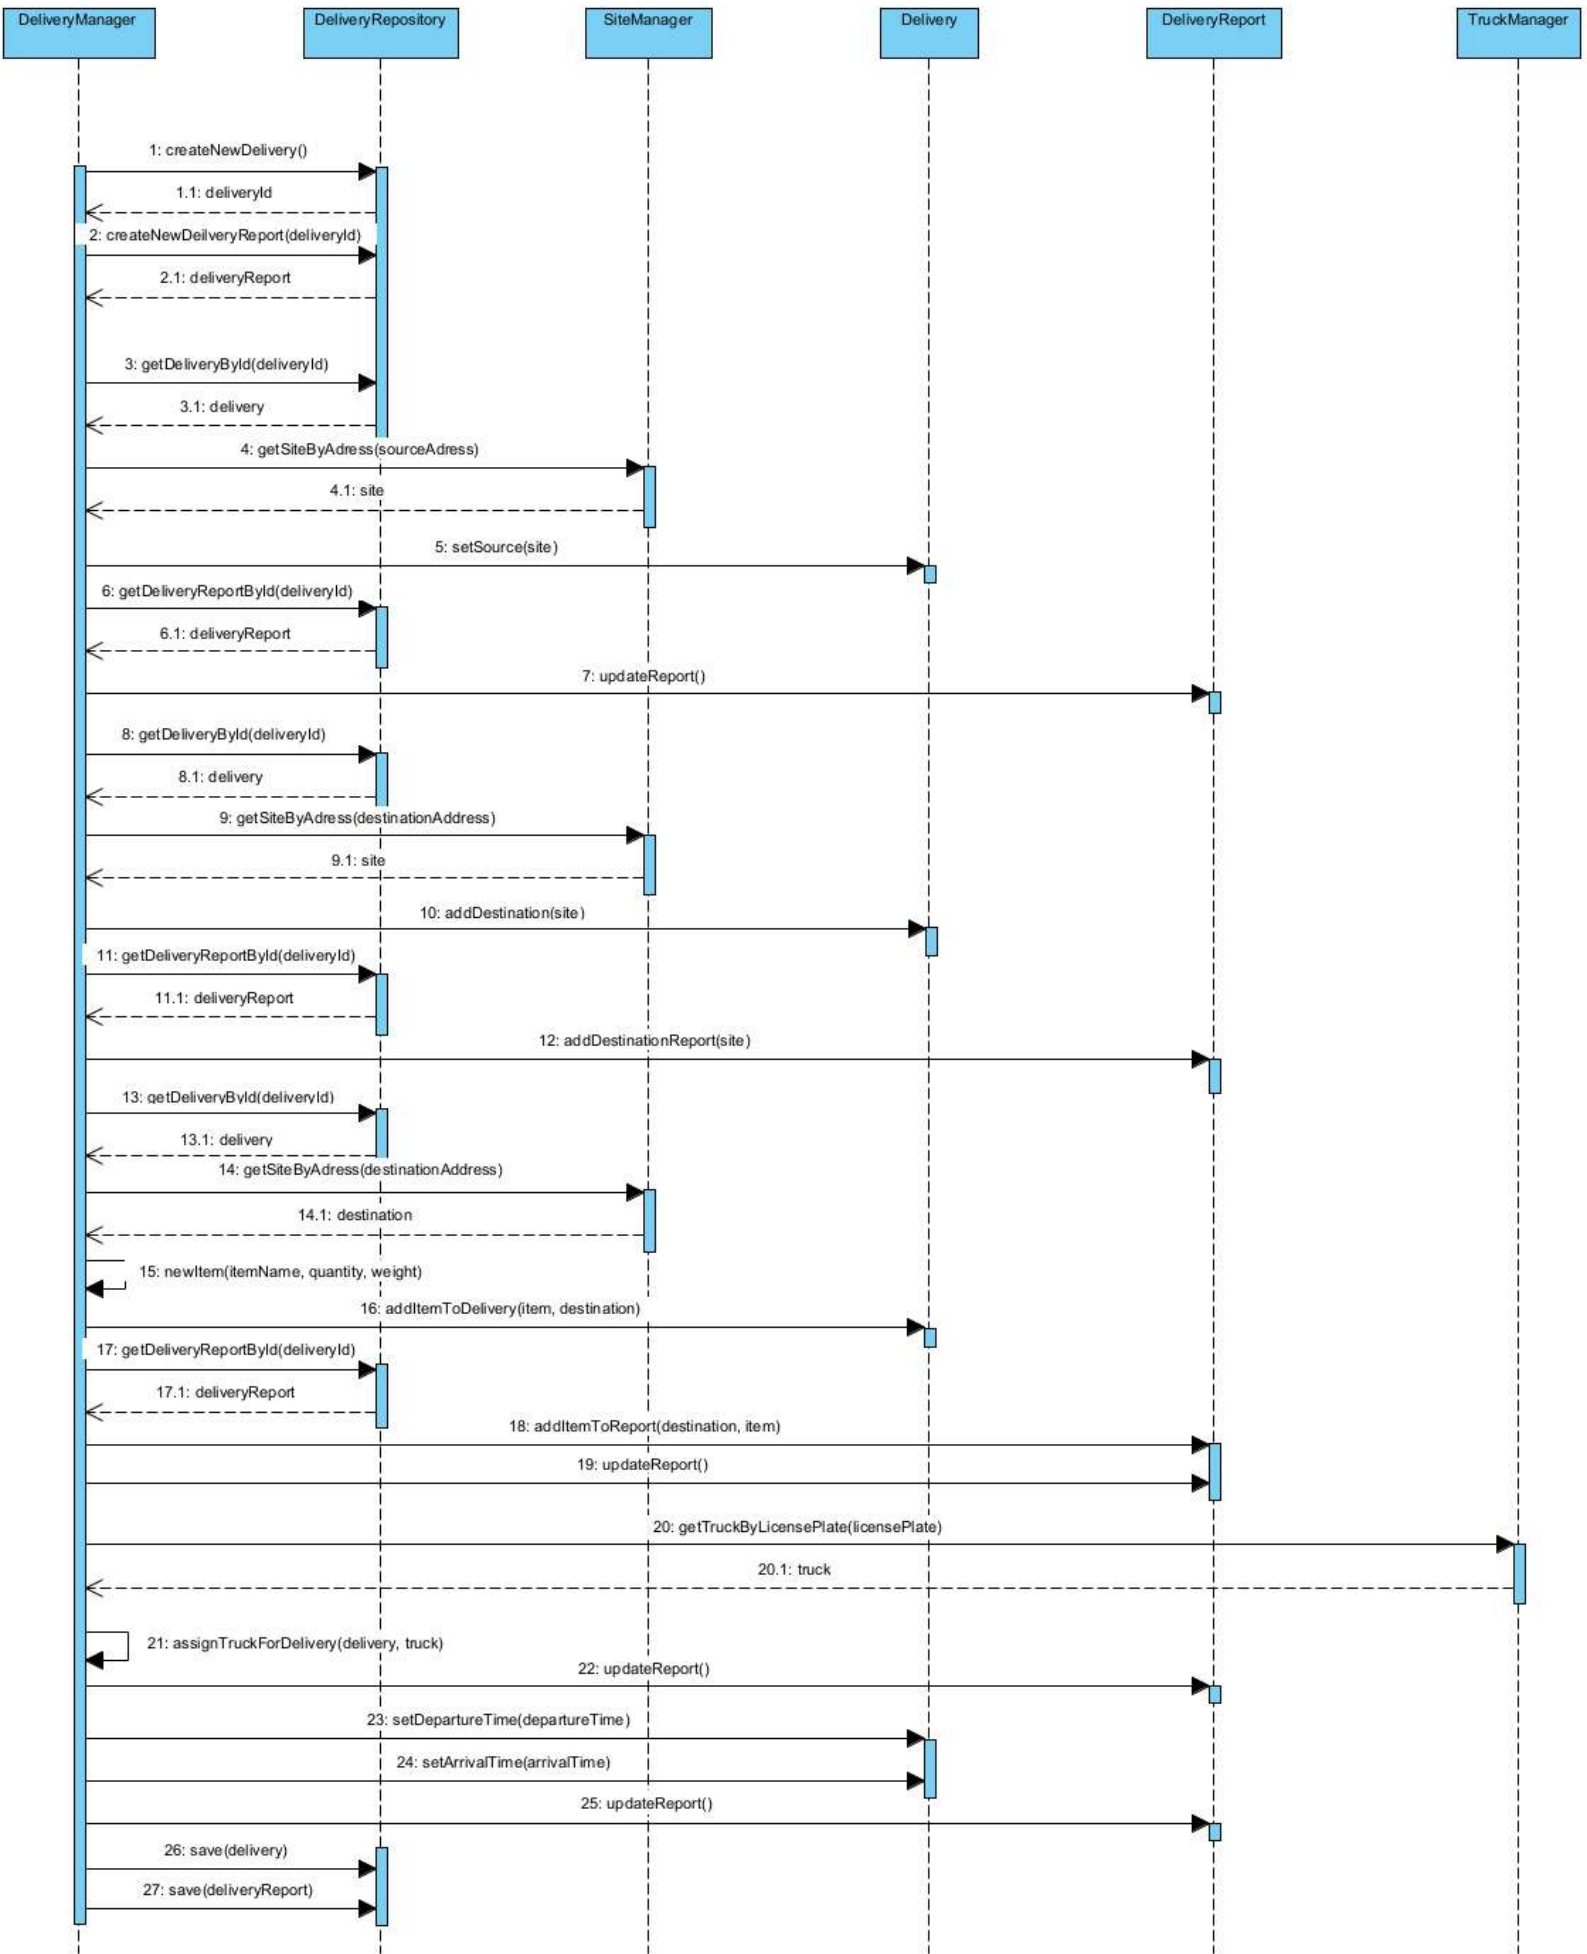 DeliveryManager
DeliveryRepository
SiteManager
Delivery
DeliveryReport
TruckManager
1: createNewDelivery()
1.1: deliveryId
2: createNewDeilveryReport(deliveryId)
2.1: deliveryReport
3: getDeliveryById(deliveryId)
3.1: delivery
4: getSiteByAdress(sourceAdress)
4.1: site
5: setSource(site)
6: getDeliveryReportById(deliveryId)
6.1: deliveryReport
7: updateReport()
8: getDeliveryById(deliveryId)
8.1: delivery
9: getSiteByAdress(destinationAddress)
9.1: site
10: addDestination(site)
11: getDeliveryReportById(deliveryId)
11.1: deliveryReport
12: addDestinationReport(site)
13: getDeliveryById(deliveryId)
13.1: delivery
14: getSiteByAdress(destinationAddress)
14.1: destination
15: newItem(itemName, quantity, weight)
16: addItemToDelivery(item, destination)
17: getDeliveryReportById(deliveryId)
17.1: deliveryReport
18: addItemToReport(destination, item)
19: updateReport()
20: getTruckByLicensePlate(licensePlate)
20.1: truck
21: assignTruckForDelivery(delivery, truck)
22: updateReport()
23: setDepartureTime(departureTime)
24: setArrivalTime(arrivalTime)
25: updateReport()
26: save(delivery)
27: save(deliveryReport)